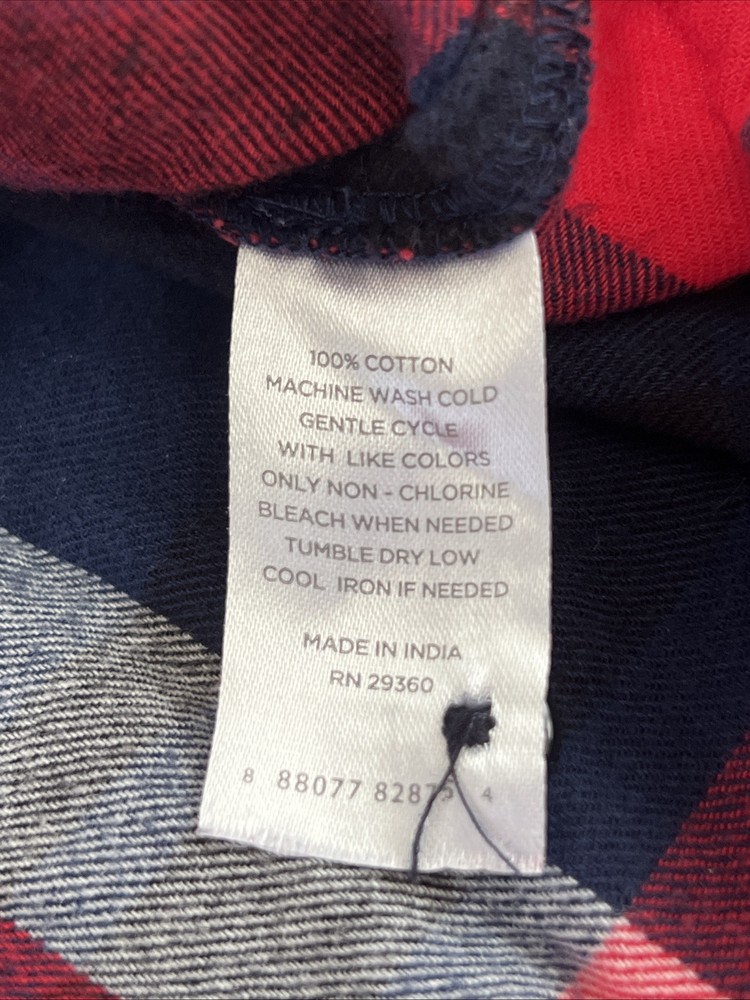 100% COTTON
MACHINE WASH COLD
GENTLE CYCLE
WITH LIKE COLORS
ONLY NON - CHLORINE
BLEACH WHEN NEEDED
TUMBLE DRY LOW
COOL IRON IF NEEDED
MADE IN INDIA
RN 29360
8 88077 82875 4